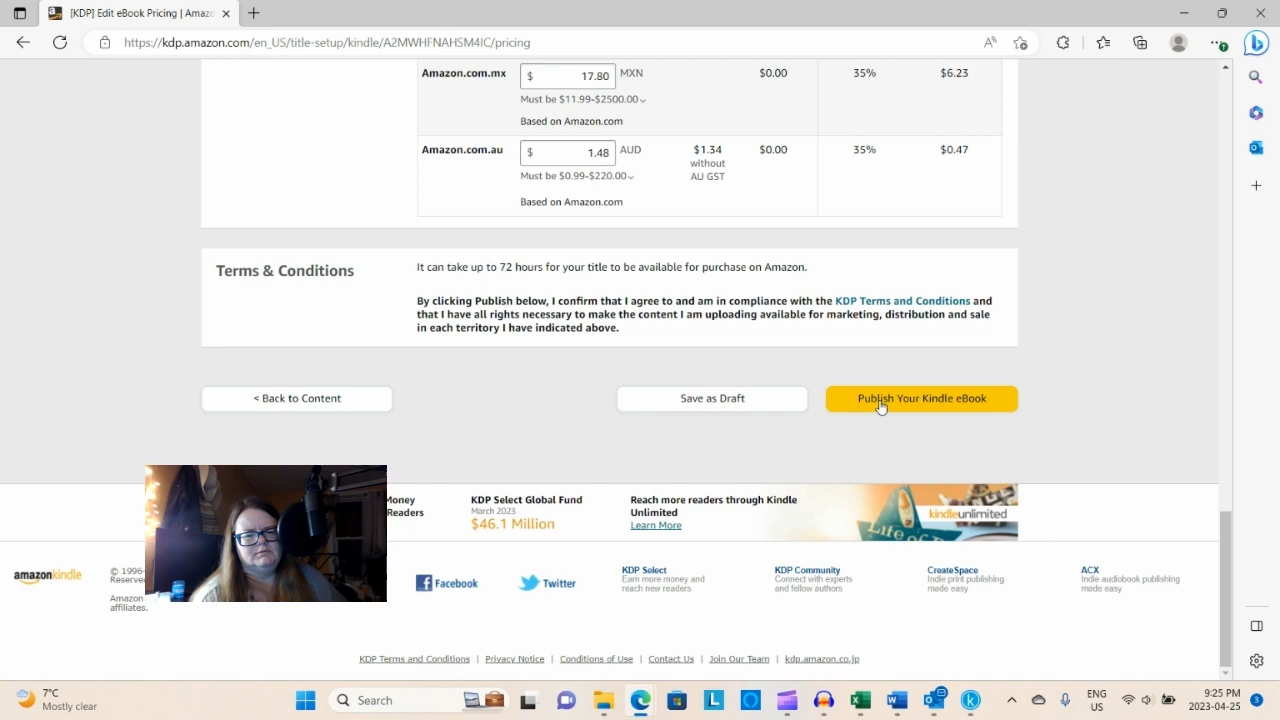 [KDP] Edit eBook Pricing | Amaz
https://kdp.amazon.com/en_US/title-setup/kindle/A2MWHFNAHSM4IC/pricing
Amazon.com.mx $ 17.80 MXN $0.00 35% $6.23
Must be $11.99-$2500.00
Based on Amazon.com
Amazon.com.au $ 1.48 AUD $1.34 $0.00 35% $0.47
without
Must be $0.99-$220.00 AU GST
Based on Amazon.com
Terms & Conditions
It can take up to 72 hours for your title to be available for purchase on Amazon.
By clicking Publish below, I confirm that I agree to and am in compliance with the KDP Terms and Conditions and
that I have all rights necessary to make the content I am uploading available for marketing, distribution and sale
in each territory I have indicated above.
< Back to Content Save as Draft Publish Your Kindle eBook
Money KDP Select Global Fund Reach more readers through Kindle
Readers March 2023 Unlimited
$46.1 Million Learn More
kindleunlimited
Life of
amazonkindle
© 1996-
Reserve
Amazon
affiliates.
Facebook
Twitter
KDP Select
Earn more money and
reach new readers
KDP Community
Connect with experts
and fellow authors
CreateSpace
Indie print publishing
made easy
ACX
Indie audiobook publishing
made easy
KDP Terms and Conditions | Privacy Notice | Conditions of Use | Contact Us | Join Our Team | kdp.amazon.co.jp
7°C
Mostly clear
Search
ENG
US
9:25 PM
2023-04-25
3